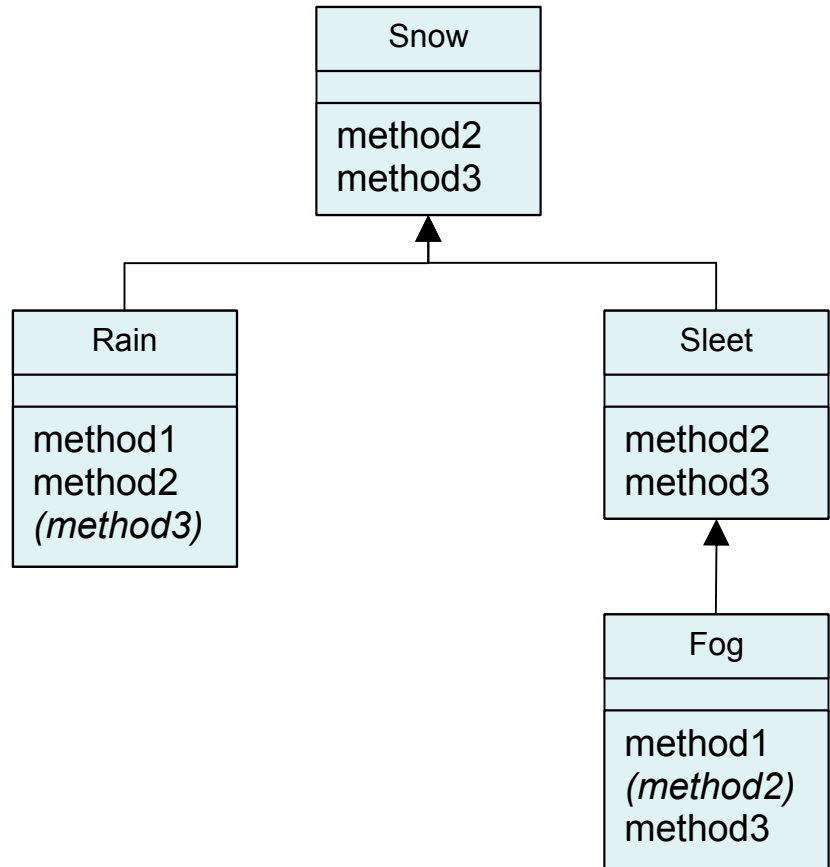 Snow
method2
method3
Rain
method1
method2
(method3)
Sleet
method2
method3
Fog
method1
(method2)
method3